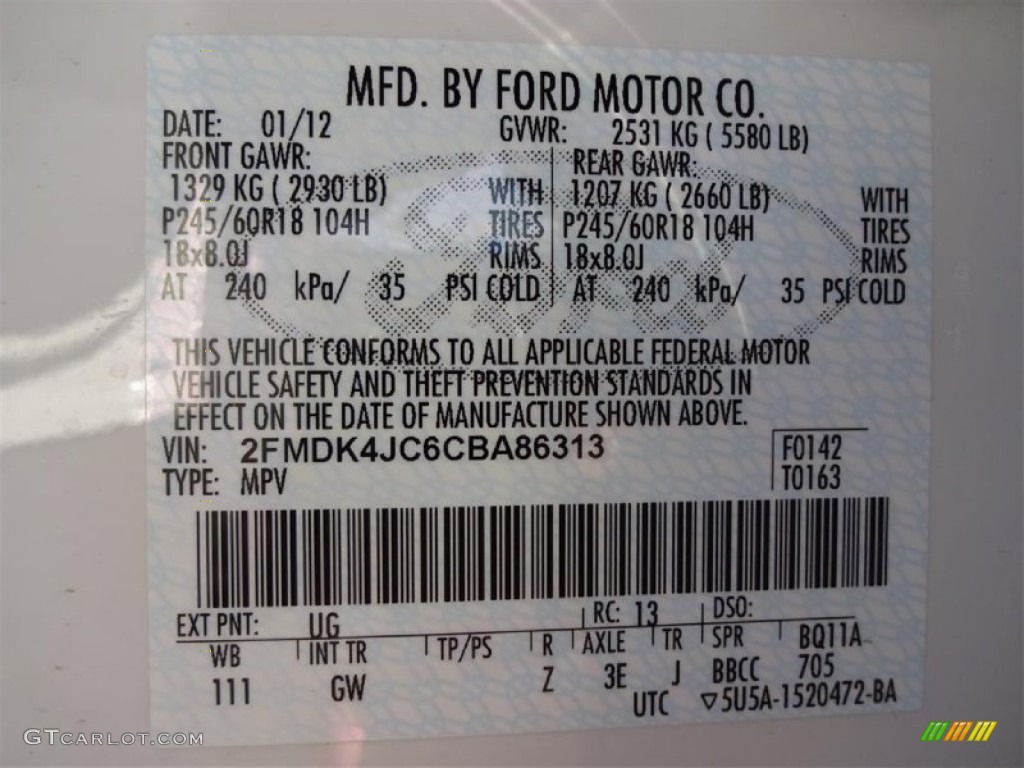 MFD. BY FORD MOTOR CO.
DATE: 01/12 GVWR: 2531 KG ( 5580 LB)
FRONT GAWR: REAR GAWR:
1329 KG ( 2930 LB) WITH 1207 KG ( 2660 LB) WITH
P245/60R18 104H TIRES P245/60R18 104H TIRES
18x8.0J RIMS 18x8.0J RIMS
AT 240 kPa/ 35 PSI COLD AT 240 kPa/ 35 PSI COLD
THIS VEHICLE CONFORMS TO ALL APPLICABLE FEDERAL MOTOR
VEHICLE SAFETY AND THEFT PREVENTION STANDARDS IN
EFFECT ON THE DATE OF MANUFACTURE SHOWN ABOVE.
VIN: 2FMDK4JC6CBA86313 F0142
TYPE: MPV T0163
EXT PNT: UG RC: 13 DSO:
WB INT TR TP/PS R AXLE TR SPR BQ11A
111 GW Z 3E J BBCC 705
UTC ▽5U5A-1520472-BA
GTCARLOT.COM